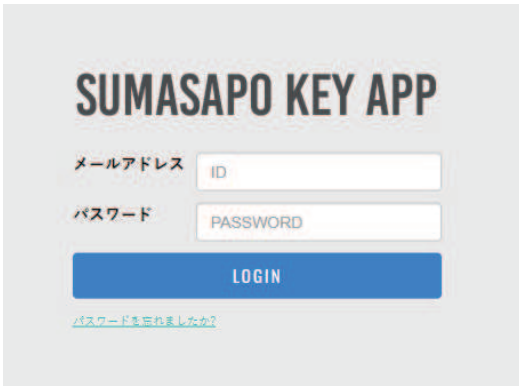 SUMASAPO KEY APP
メールアドレス ID
パスワード PASSWORD
LOGIN
パスワードを忘れましたか?